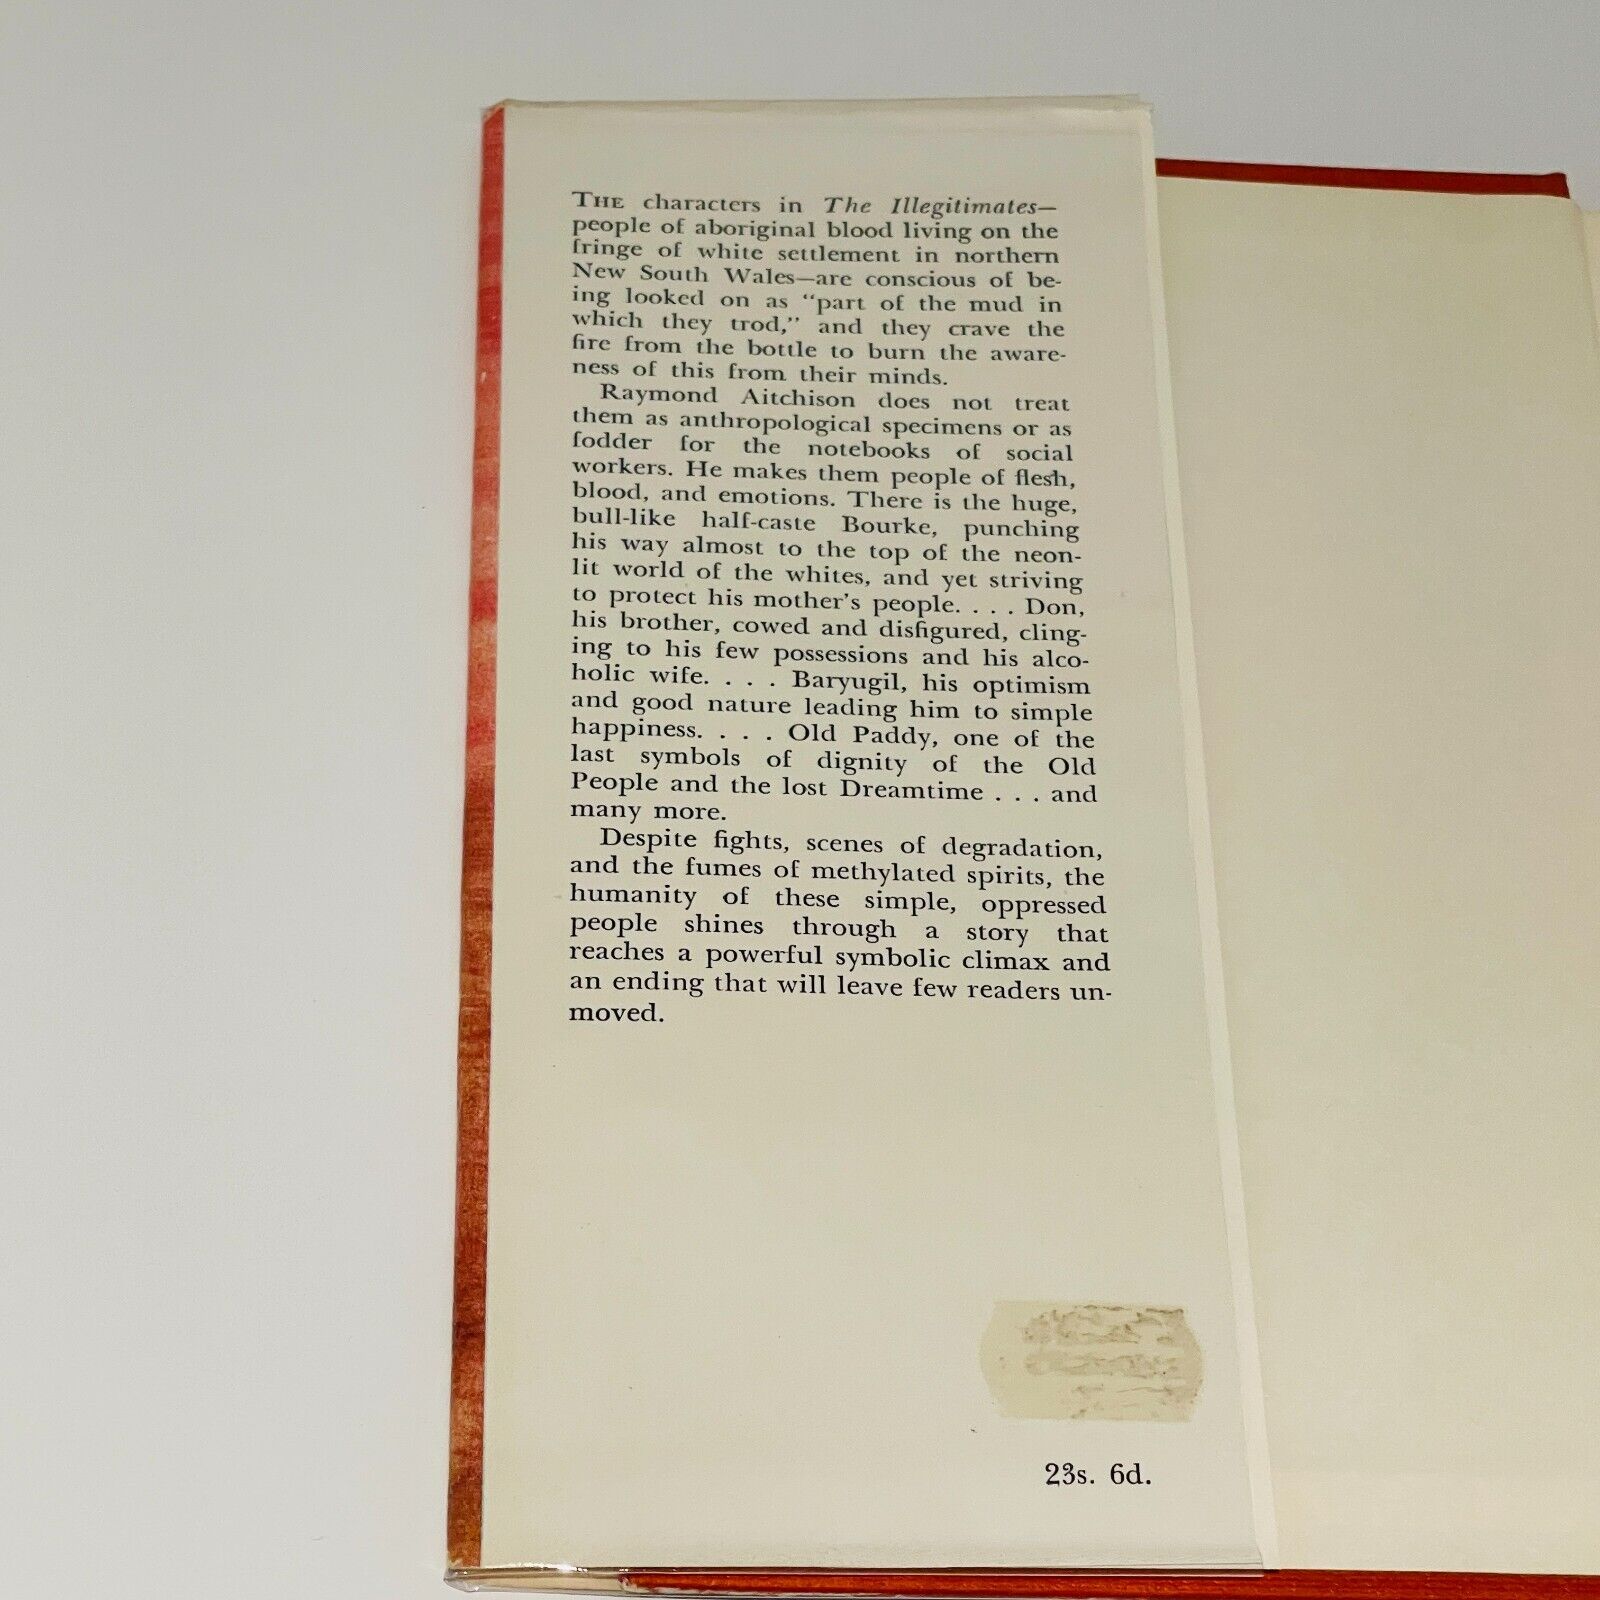 THE characters in The Illegitimates—
people of aboriginal blood living on the
fringe of white settlement in northern
New South Wales—are conscious of be-
ing looked on as “part of the mud in
which they trod,” and they crave the
fire from the bottle to burn the aware-
ness of this from their minds.
Raymond Aitchison does not treat
them as anthropological specimens or as
fodder for the notebooks of social
workers. He makes them people of flesh,
blood, and emotions. There is the huge,
bull-like half-caste Bourke, punching
his way almost to the top of the neon-
lit world of the whites, and yet striving
to protect his mother’s people. . . . Don,
his brother, cowed and disfigured, cling-
ing to his few possessions and his alco-
holic wife. . . . Baryugil, his optimism
and good nature leading him to simple
happiness. . . . Old Paddy, one of the
last symbols of dignity of the Old
People and the lost Dreamtime . . . and
many more.
Despite fights, scenes of degradation,
and the fumes of methylated spirits, the
humanity of these simple, oppressed
people shines through a story that
reaches a powerful symbolic climax and
an ending that will leave few readers un-
moved.
23s. 6d.